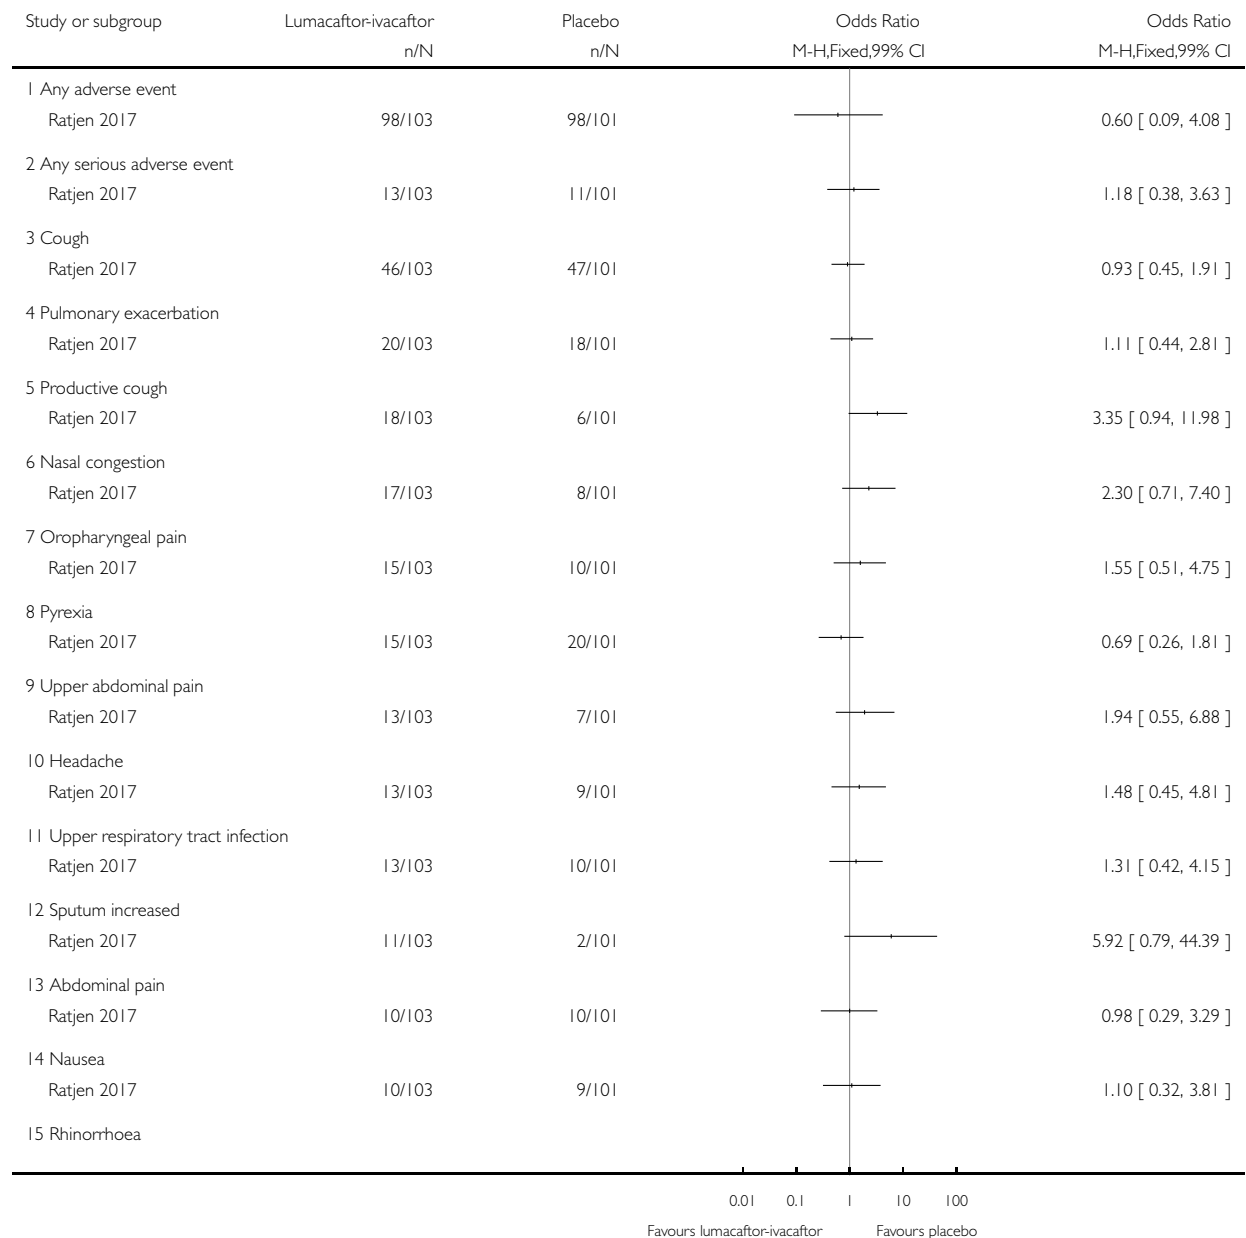 Study or subgroup Lumacaftor-ivacaftor Placebo Odds Ratio Odds Ratio
n/N n/N M-H,Fixed,99% CI M-H,Fixed,99% CI
1 Any adverse event
Ratjen 2017 98/103 98/101 0.60 [ 0.09, 4.08 ]
2 Any serious adverse event
Ratjen 2017 13/103 11/101 1.18 [ 0.38, 3.63 ]
3 Cough
Ratjen 2017 46/103 47/101 0.93 [ 0.45, 1.91 ]
4 Pulmonary exacerbation
Ratjen 2017 20/103 18/101 1.11 [ 0.44, 2.81 ]
5 Productive cough
Ratjen 2017 18/103 6/101 3.35 [ 0.94, 11.98 ]
6 Nasal congestion
Ratjen 2017 17/103 8/101 2.30 [ 0.71, 7.40 ]
7 Oropharyngeal pain
Ratjen 2017 15/103 10/101 1.55 [ 0.51, 4.75 ]
8 Pyrexia
Ratjen 2017 15/103 20/101 0.69 [ 0.26, 1.81 ]
9 Upper abdominal pain
Ratjen 2017 13/103 7/101 1.94 [ 0.55, 6.88 ]
10 Headache
Ratjen 2017 13/103 9/101 1.48 [ 0.45, 4.81 ]
11 Upper respiratory tract infection
Ratjen 2017 13/103 10/101 1.31 [ 0.42, 4.15 ]
12 Sputum increased
Ratjen 2017 11/103 2/101 5.92 [ 0.79, 44.39 ]
13 Abdominal pain
Ratjen 2017 10/103 10/101 0.98 [ 0.29, 3.29 ]
14 Nausea
Ratjen 2017 10/103 9/101 1.10 [ 0.32, 3.81 ]
15 Rhinorrhoea
0.01 0.1 1 10 100
Favours lumacaftor-ivacaftor Favours placebo